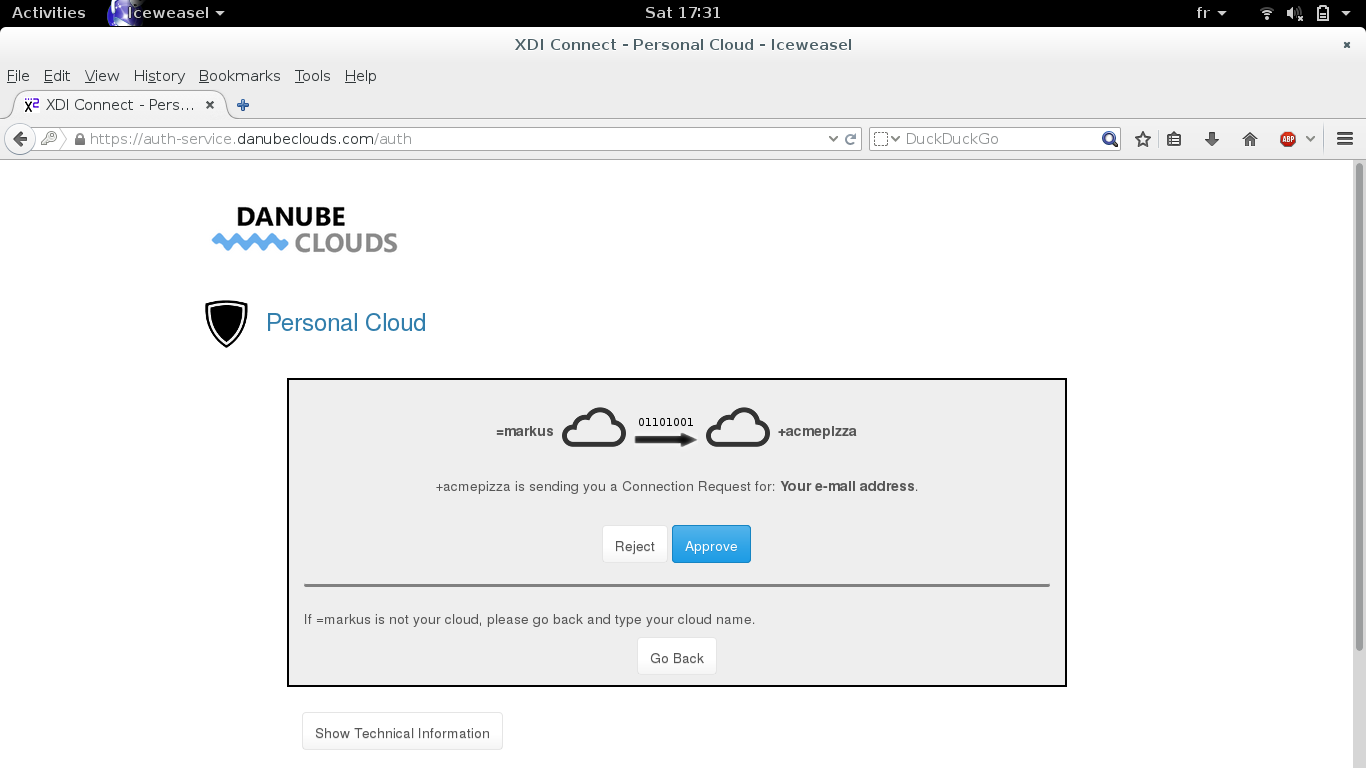 Activities Iceweasel Sat 17:31 fr
XDI Connect - Personal Cloud - Iceweasel
File Edit View History Bookmarks Tools Help
XDI Connect - Pers...
https://auth-service.danubeclouds.com/auth DuckDuckGo ABP
DANUBE
CLOUDS
Personal Cloud
=markus 01101001 +acmepizza
+acmepizza is sending you a Connection Request for: Your e-mail address.
Reject Approve
If =markus is not your cloud, please go back and type your cloud name.
Go Back
Show Technical Information